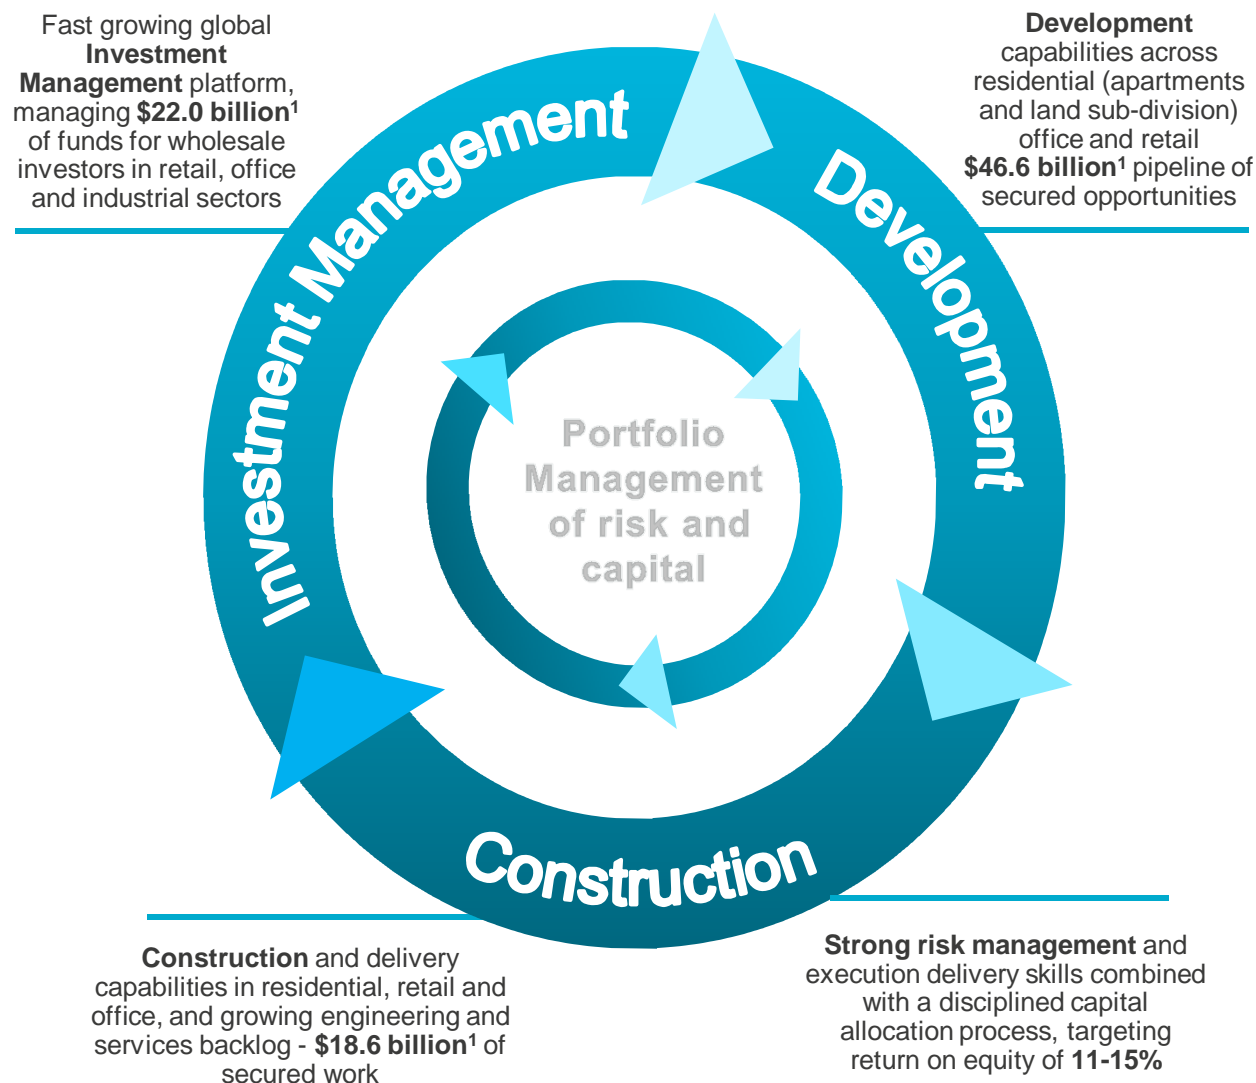 Fast growing global
Investment
Management platform,
managing $22.0 billion¹
of funds for wholesale
investors in retail, office
and industrial sectors
Development
capabilities across
residential (apartments
and land sub-division)
office and retail
$46.6 billion¹ pipeline of
secured opportunities
Investment Management
Development
Portfolio
Management
of risk and
capital
Construction
Construction and delivery
capabilities in residential, retail and
office, and growing engineering and
services backlog - $18.6 billion¹ of
secured work
Strong risk management and
execution delivery skills combined
with a disciplined capital
allocation process, targeting
return on equity of 11-15%